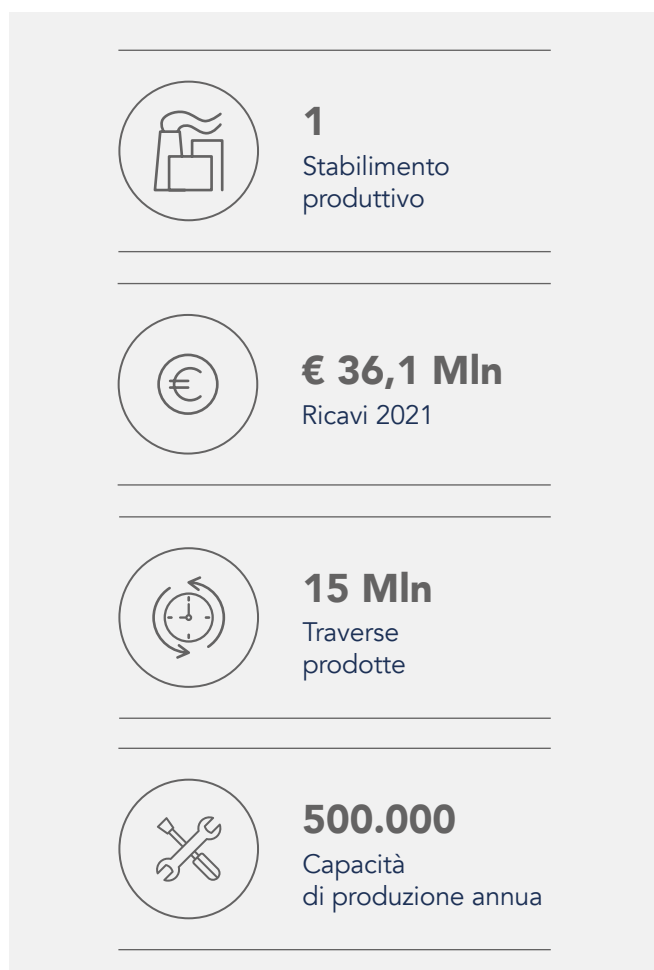 1
Stabilimento
produttivo
€ 36,1 Mln
Ricavi 2021
15 Mln
Traverse
prodotte
500.000
Capacità
di produzione annua